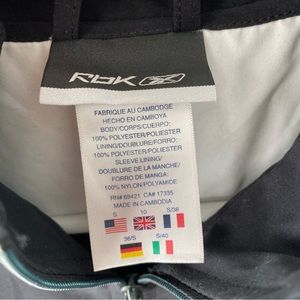 Rbk
FABRIQUE AU CAMBODGE
HECHO EN CAMBOYA
BODY/CORPS/CUERPO:
100% POLYESTER/POLIESTER
LINING/DOUBLURE/FORRO:
100% POLYESTER/POLIESTER
SLEEVE LINING/
DOUBLURE DE LA MANCHE/
FORRO DE MANGA:
100% NYLON/POLYAMIDE
RN# 69421 CA# 17335
MADE IN CAMBODIA
S 10 S/38
36/S S/40